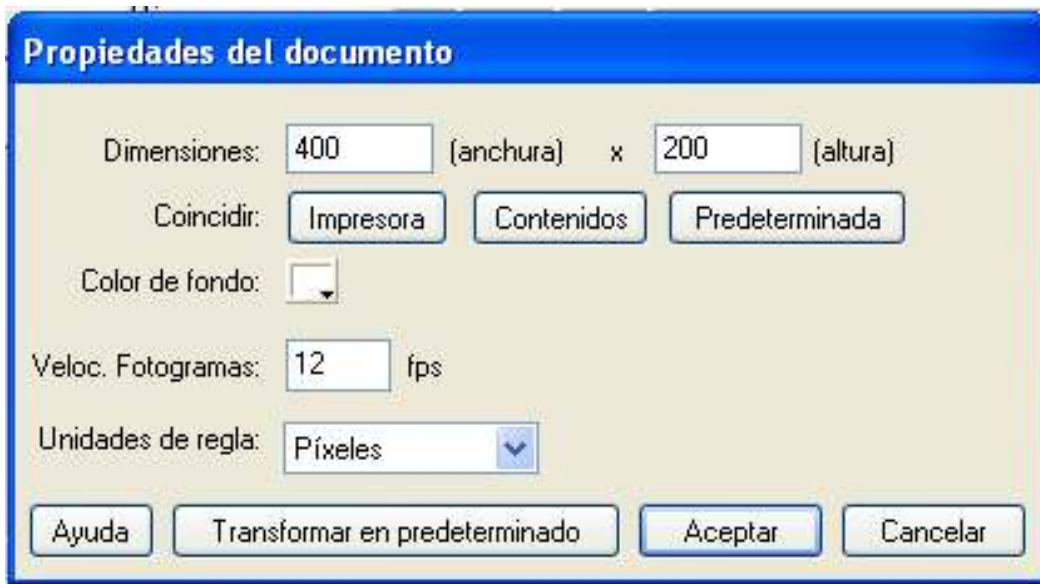 Propiedades del documento
Dimensiones: 400 (anchura) x 200 (altura)
Coincidir: Impresora Contenidos Predeterminada
Color de fondo:
Veloc. Fotogramas: 12 fps
Unidades de regla: Píxeles
Ayuda Transformar en predeterminado Aceptar Cancelar